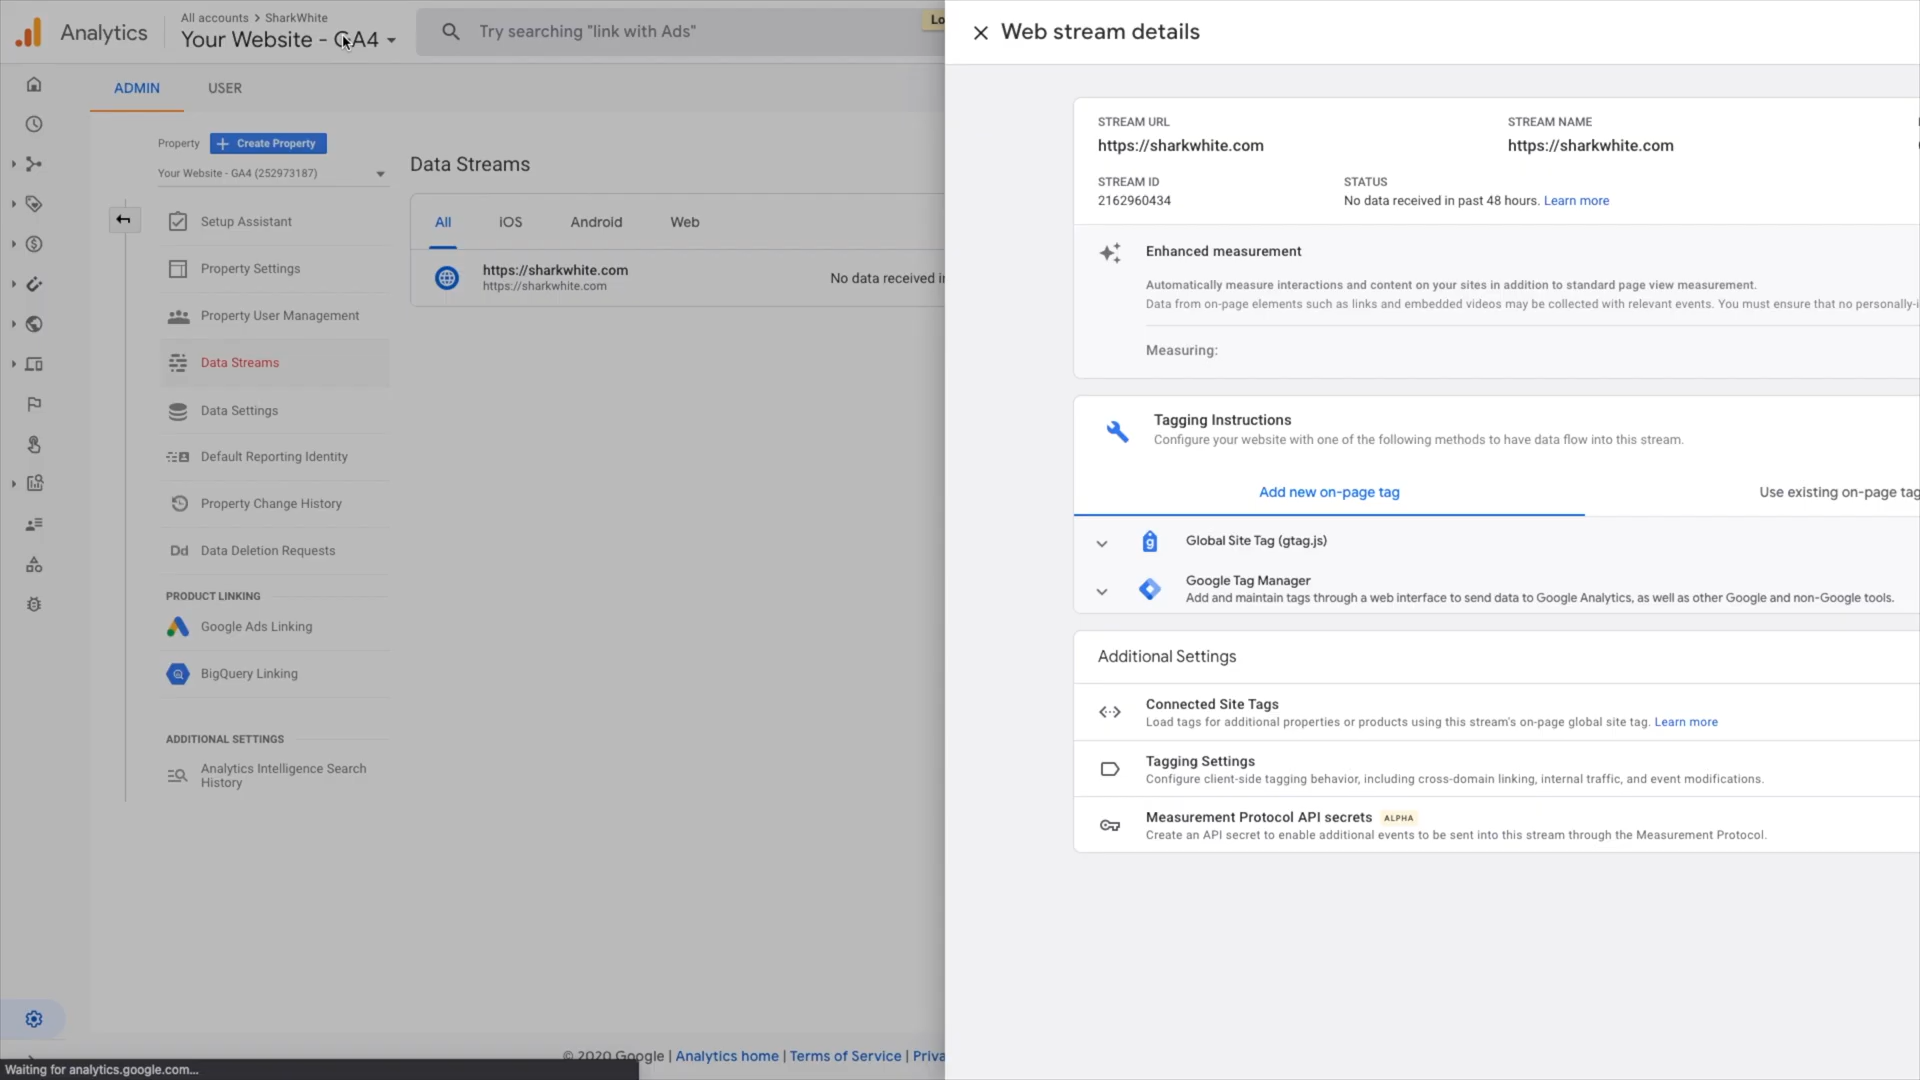 Analytics
All accounts > SharkWhite
Your Website - GA4
Try searching "link with Ads"
Lo
ADMIN
USER
Property
Create Property
Your Website - GA4 (252973187)
Setup Assistant
Property Settings
Property User Management
Data Streams
Data Settings
Default Reporting Identity
Property Change History
Dd Data Deletion Requests
PRODUCT LINKING
Google Ads Linking
BigQuery Linking
ADDITIONAL SETTINGS
Analytics Intelligence Search
History
Data Streams
All
iOS
Android
Web
https://sharkwhite.com
https://sharkwhite.com
No data received i
© 2020 Google | Analytics home | Terms of Service | Priva
Waiting for analytics.google.com...
Web stream details
STREAM URL
https://sharkwhite.com
STREAM NAME
https://sharkwhite.com
STREAM ID
2162960434
STATUS
No data received in past 48 hours. Learn more
Enhanced measurement
Automatically measure interactions and content on your sites in addition to standard page view measurement.
Data from on-page elements such as links and embedded videos may be collected with relevant events. You must ensure that no personally-i
Measuring:
Tagging Instructions
Configure your website with one of the following methods to have data flow into this stream.
Add new on-page tag
Use existing on-page tag
Global Site Tag (gtag.js)
Google Tag Manager
Add and maintain tags through a web interface to send data to Google Analytics, as well as other Google and non-Google tools.
Additional Settings
Connected Site Tags
Load tags for additional properties or products using this stream's on-page global site tag. Learn more
Tagging Settings
Configure client-side tagging behavior, including cross-domain linking, internal traffic, and event modifications.
Measurement Protocol API secrets ALPHA
Create an API secret to enable additional events to be sent into this stream through the Measurement Protocol.